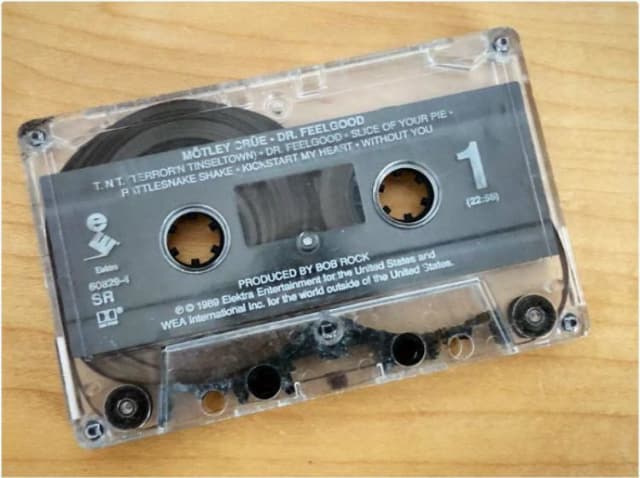 MÖTLEY CRÜE • DR. FEELGOOD
T.N.T. (TERROR'N TINSELTOWN) • DR. FEELGOOD • SLICE OF YOUR PIE •
RATTLESNAKE SHAKE • KICKSTART MY HEART • WITHOUT YOU
1
Elektra
60829-4
SR
PRODUCED BY BOB ROCK
℗ © 1989 Elektra Entertainment for the United States and
WEA International Inc. for the world outside of the United States.